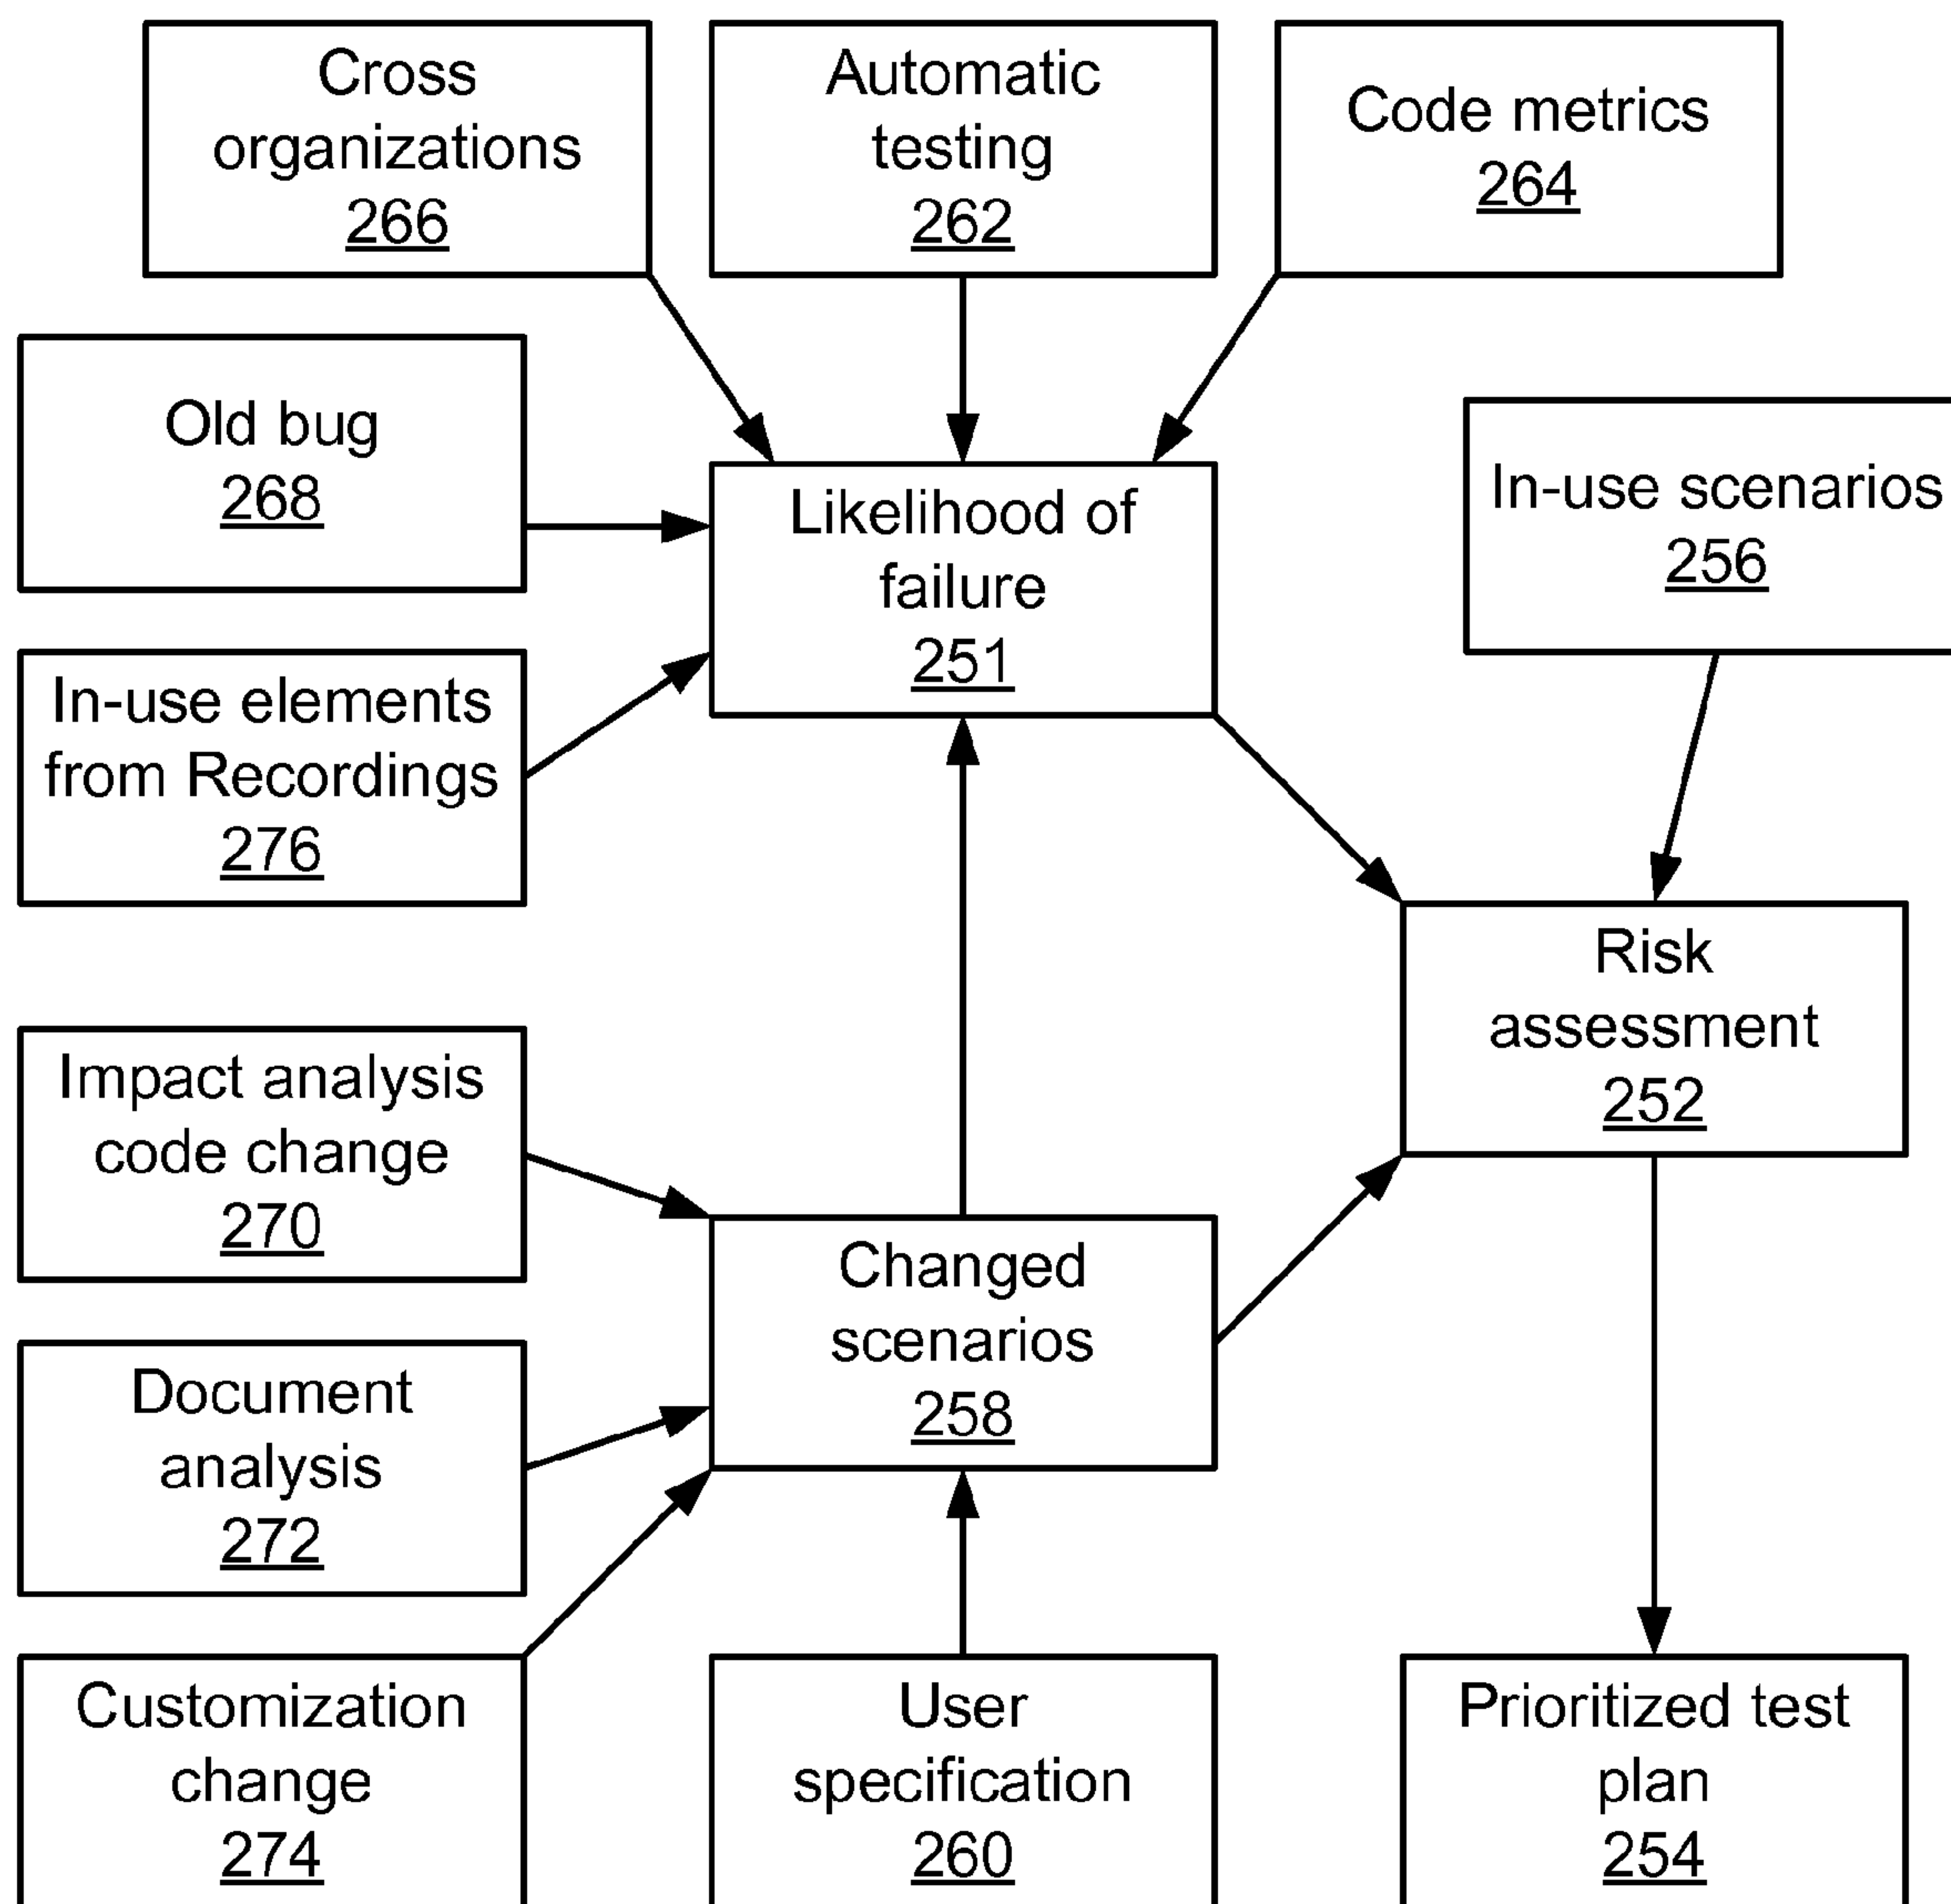 Cross
organizations
266
Automatic
testing
262
Code metrics
264
Old bug
268
Likelihood of
failure
251
In-use scenarios
256
In-use elements
from Recordings
276
Risk
assessment
252
Impact analysis
code change
270
Changed
scenarios
258
Document
analysis
272
Customization
change
274
User
specification
260
Prioritized test
plan
254